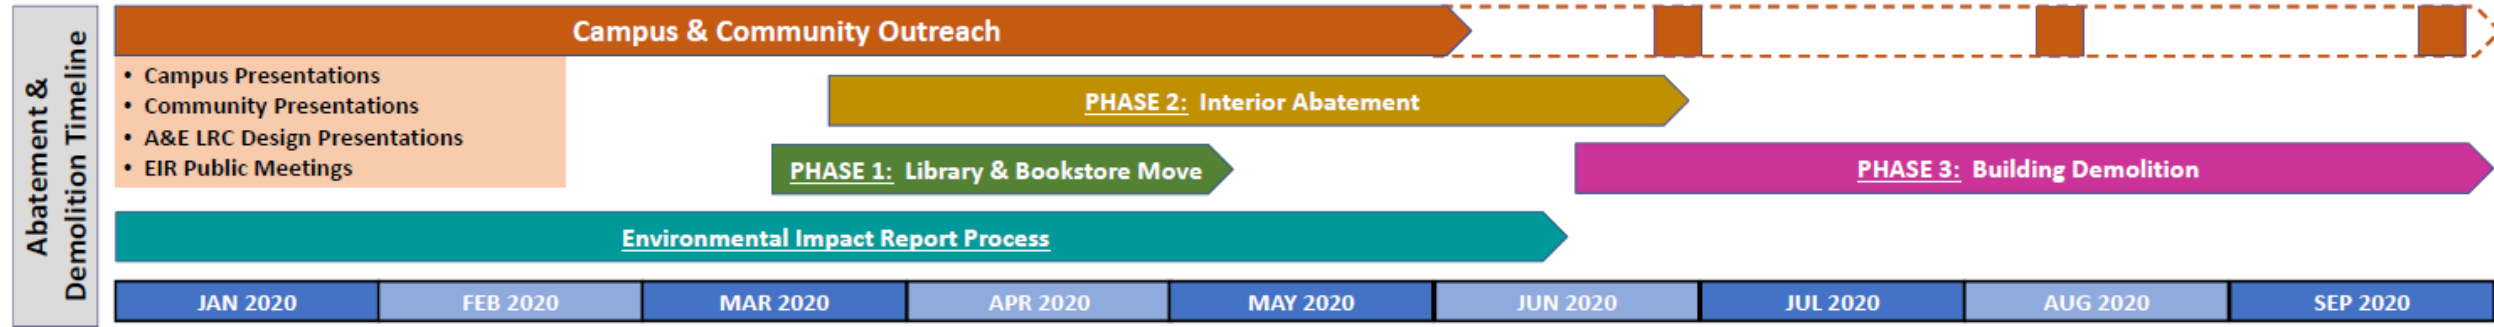 Abatement &
Demolition Timeline
Campus & Community Outreach
• Campus Presentations
• Community Presentations
• A&E LRC Design Presentations
• EIR Public Meetings
PHASE 2: Interior Abatement
PHASE 1: Library & Bookstore Move
PHASE 3: Building Demolition
Environmental Impact Report Process
JAN 2020 FEB 2020 MAR 2020 APR 2020 MAY 2020 JUN 2020 JUL 2020 AUG 2020 SEP 2020